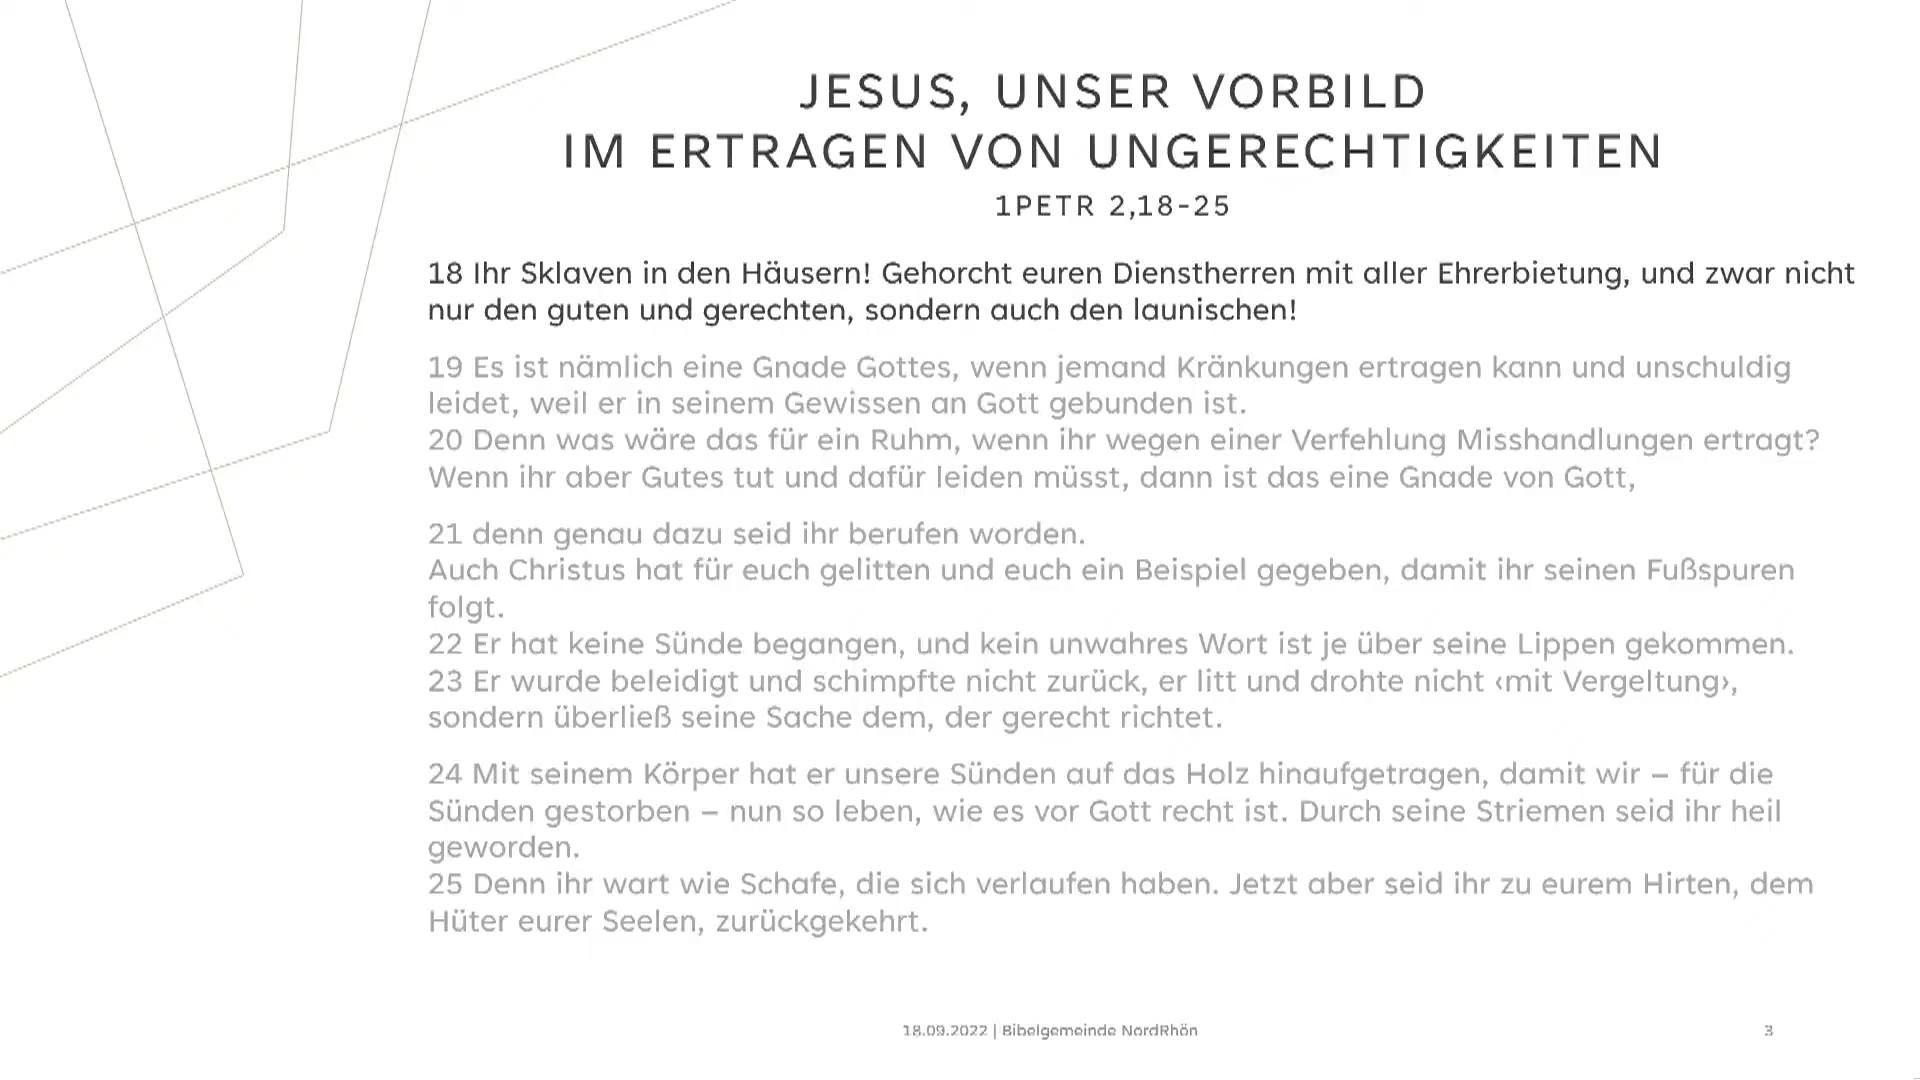 JESUS, UNSER VORBILD
IM ERTRAGEN VON UNGERECHTIGKEITEN
1PETR 2,18-25
18 Ihr Sklaven in den Häusern! Gehorcht euren Dienstherren mit aller Ehrerbietung, und zwar nicht
nur den guten und gerechten, sondern auch den launischen!
19 Es ist nämlich eine Gnade Gottes, wenn jemand Kränkungen ertragen kann und unschuldig
leidet, weil er in seinem Gewissen an Gott gebunden ist.
20 Denn was wäre das für ein Ruhm, wenn ihr wegen einer Verfehlung Misshandlungen ertragt?
Wenn ihr aber Gutes tut und dafür leiden müsst, dann ist das eine Gnade von Gott,
21 denn genau dazu seid ihr berufen worden.
Auch Christus hat für euch gelitten und euch ein Beispiel gegeben, damit ihr seinen Fußspuren
folgt.
22 Er hat keine Sünde begangen, und kein unwahres Wort ist je über seine Lippen gekommen.
23 Er wurde beleidigt und schimpfte nicht zurück, er litt und drohte nicht ‹mit Vergeltung›,
sondern überließ seine Sache dem, der gerecht richtet.
24 Mit seinem Körper hat er unsere Sünden auf das Holz hinaufgetragen, damit wir – für die
Sünden gestorben – nun so leben, wie es vor Gott recht ist. Durch seine Striemen seid ihr heil
geworden.
25 Denn ihr wart wie Schafe, die sich verlaufen haben. Jetzt aber seid ihr zu eurem Hirten, dem
Hüter eurer Seelen, zurückgekehrt.
18.09.2022 | Bibelgemeinde NordRhön
3